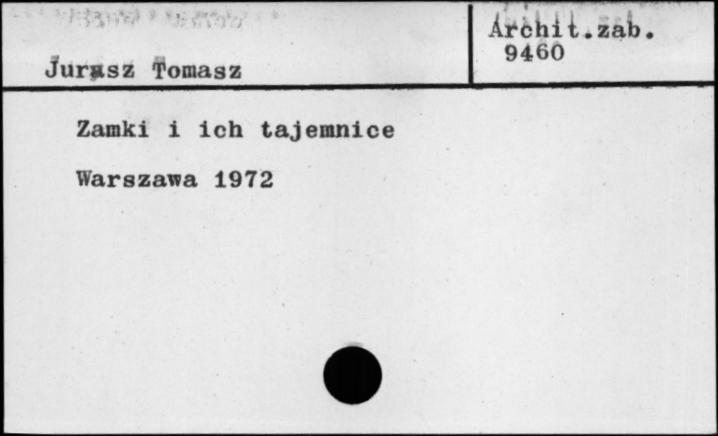 Archit.zab.
9460
Jurasz Tomasz
Zamki i ich tajemnice
Warszawa 1972